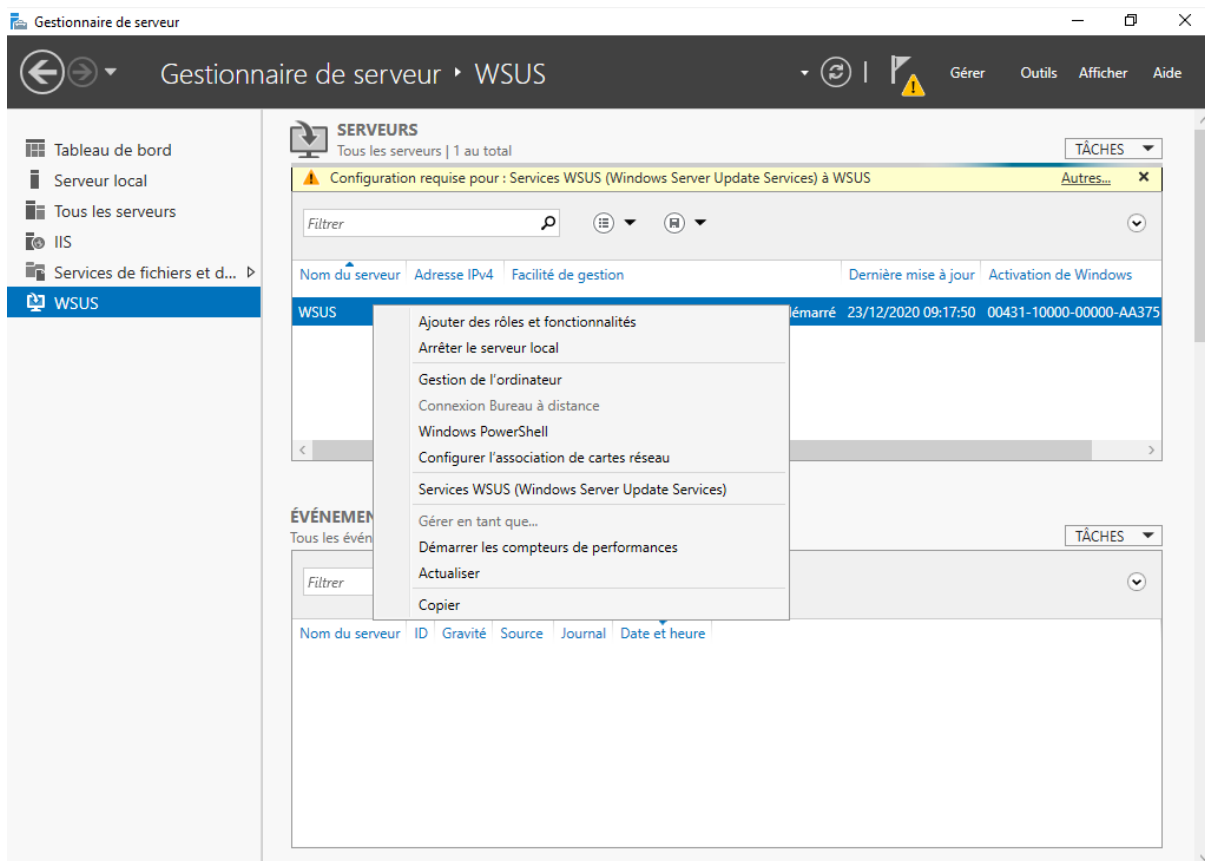 Gestionnaire de serveur
Gestionnaire de serveur • WSUS
Gérer Outils Afficher Aide
Tableau de bord
Serveur local
Tous les serveurs
IIS
Services de fichiers et d...
WSUS
SERVEURS
Tous les serveurs | 1 au total
TÂCHES
Configuration requise pour : Services WSUS (Windows Server Update Services) à WSUS
Autres...
Filtrer
Nom du serveur Adresse IPv4 Facilité de gestion Dernière mise à jour Activation de Windows
WSUS émarré 23/12/2020 09:17:50 00431-10000-00000-AA375
Ajouter des rôles et fonctionnalités
Arrêter le serveur local
Gestion de l'ordinateur
Connexion Bureau à distance
Windows PowerShell
Configurer l'association de cartes réseau
Services WSUS (Windows Server Update Services)
Gérer en tant que...
Démarrer les compteurs de performances
Actualiser
Copier
ÉVÉNEMEN
Tous les évén
TÂCHES
Filtrer
Nom du serveur ID Gravité Source Journal Date et heure